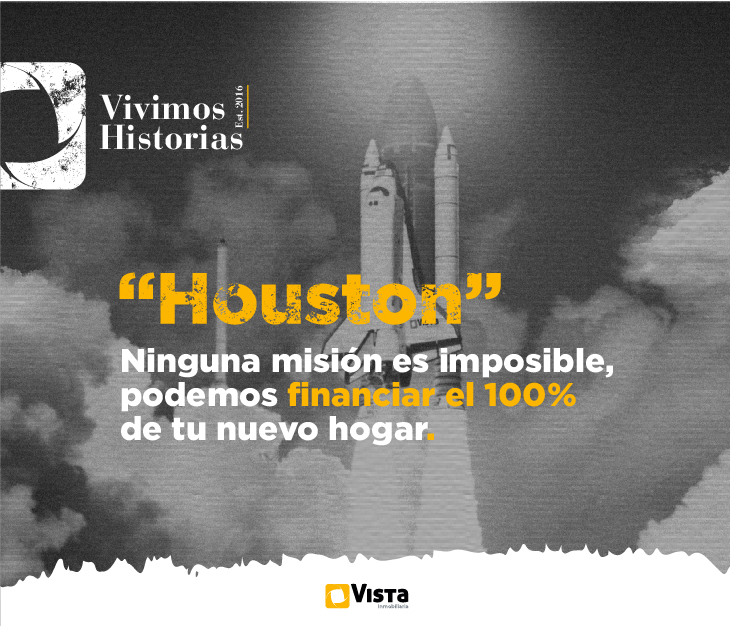 Vivimos
Historias
Est. 2016
“Houston”
Ninguna misión es imposible,
podemos financiar el 100%
de tu nuevo hogar.
Vista
inmobiliaria